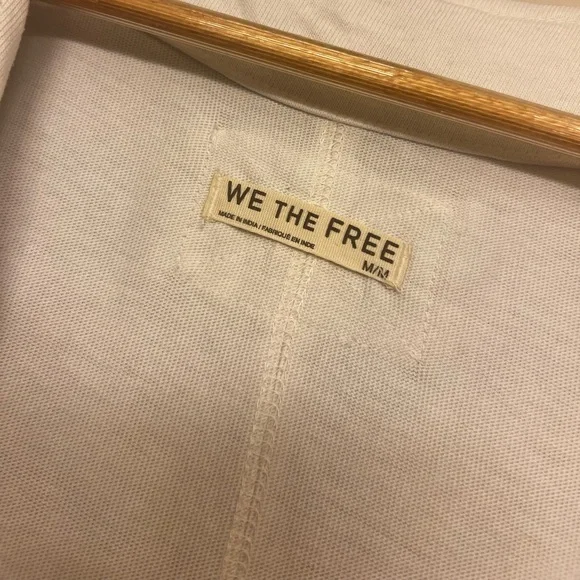 WE THE FREE
MADE IN INDIA / FABRIQUÉ EN INDE
M/M